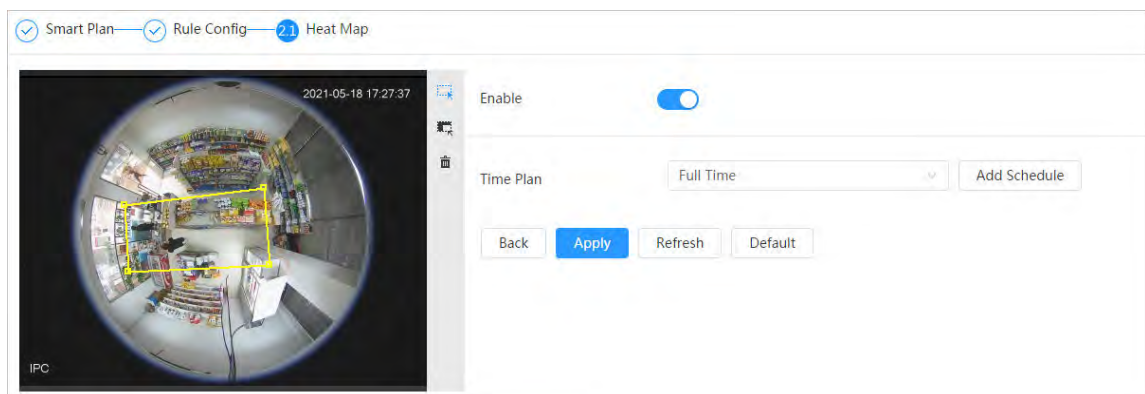 Smart Plan Rule Config 2.1 Heat Map
2021-05-18 17:27:37
Enable
Time Plan Full Time Add Schedule
Back Apply Refresh Default
IPC